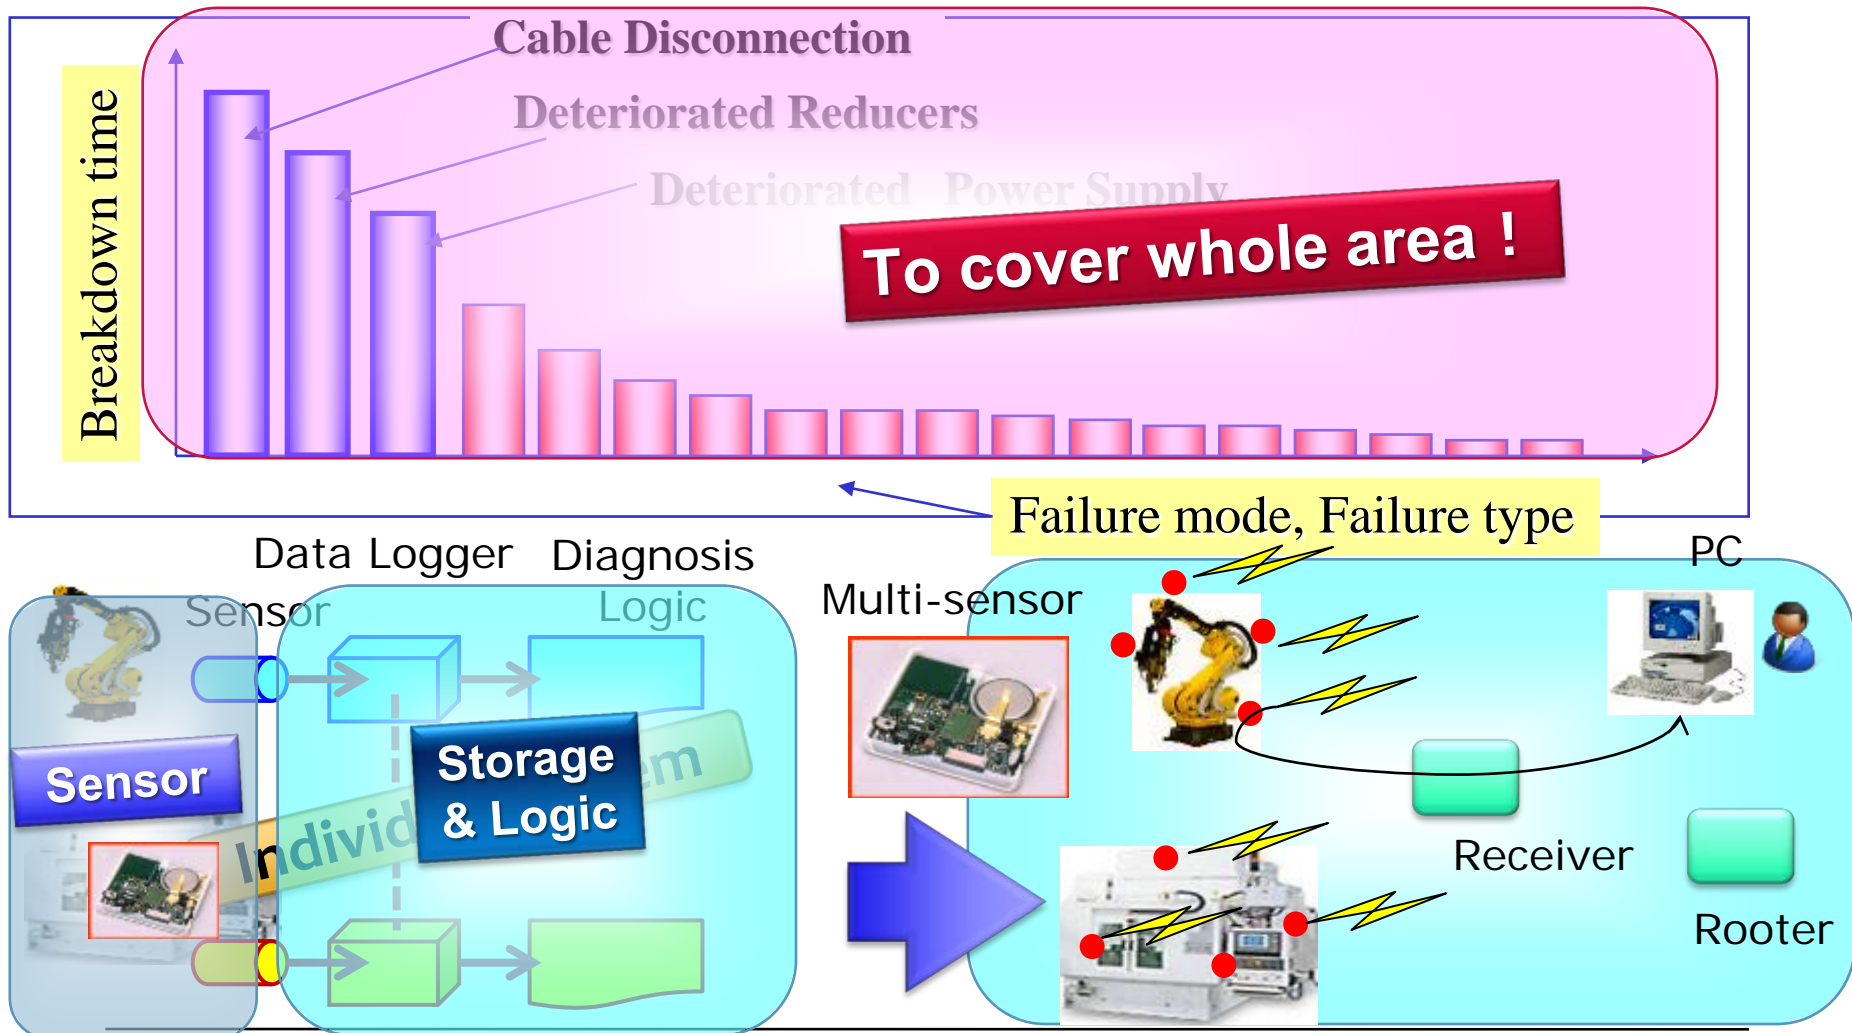 Cable Disconnection
Deteriorated Reducers
Deteriorated Power Supply
Breakdown time
To cover whole area !
Failure mode, Failure type
Data Logger
Diagnosis
Logic
Sensor
Sensor
Storage
& Logic
Multi-sensor
PC
Receiver
Rooter